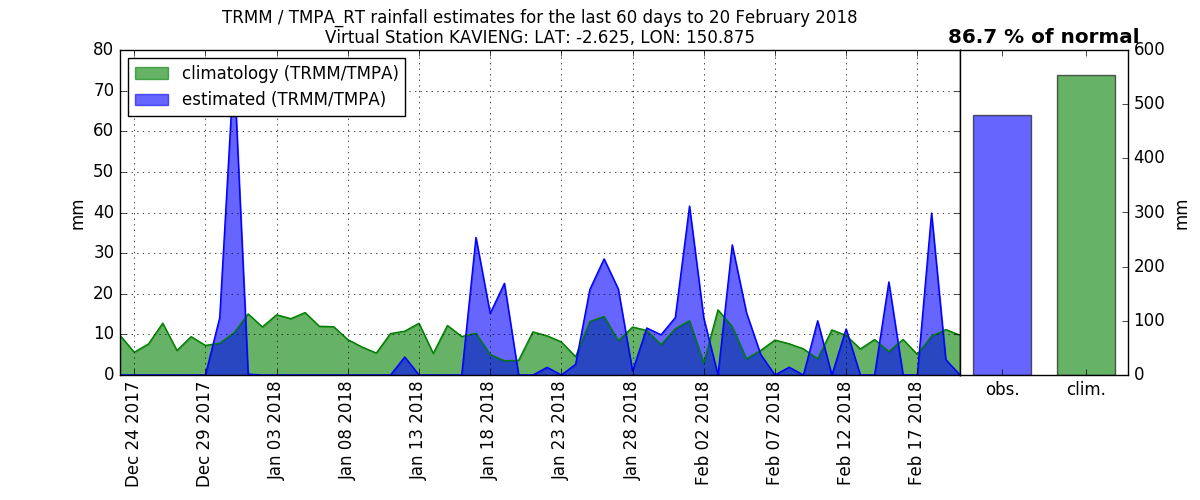 TRMM / TMPA_RT rainfall estimates for the last 60 days to 20 February 2018
Virtual Station KAVIENG: LAT: -2.625, LON: 150.875
86.7 % of normal
climatology (TRMM/TMPA)
estimated (TRMM/TMPA)
80
70
60
50
40
30
20
10
0
mm
Dec 24 2017
Dec 29 2017
Jan 03 2018
Jan 08 2018
Jan 13 2018
Jan 18 2018
Jan 23 2018
Jan 28 2018
Feb 02 2018
Feb 07 2018
Feb 12 2018
Feb 17 2018
obs.
clim.
600
500
400
300
200
100
0
mm